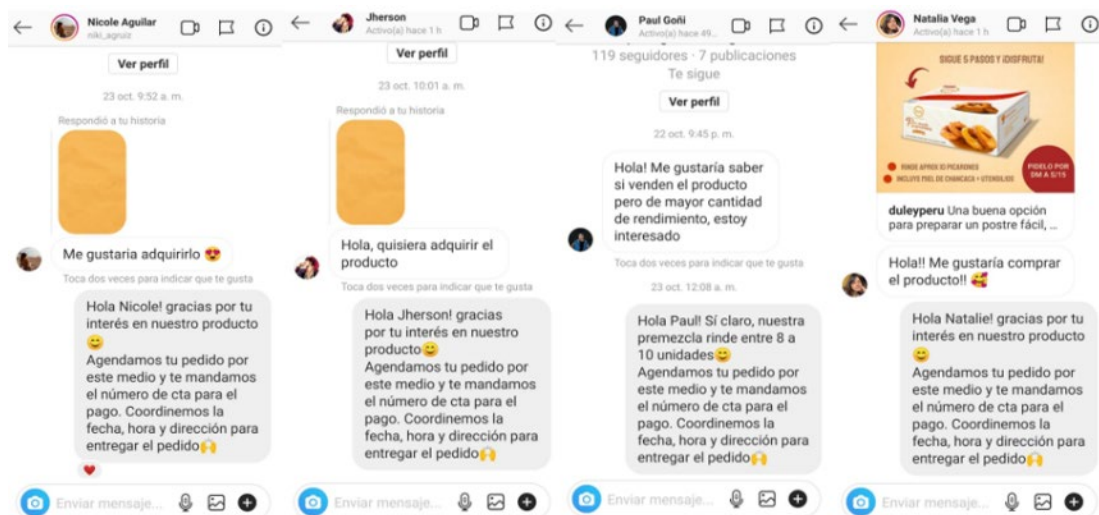 Nicole Aguilar
niki_agruiz
Ver perfil
23 oct. 9:52 a. m.
Respondió a tu historia
Me gustaria adquirirlo 😍
Toca dos veces para indicar que te gusta
Hola Nicole! gracias por tu
interés en nuestro producto
😊
Agendamos tu pedido por
este medio y te mandamos
el número de cta para el
pago. Coordinemos la
fecha, hora y dirección para
entregar el pedido🙌
❤️
Enviar mensaje...
Jherson
Activo(a) hace 1 h
Ver perfil
23 oct. 10:01 a. m.
Respondió a tu historia
Hola, quisiera adquirir el
producto
Toca dos veces para indicar que te gusta
Hola Jherson! gracias
por tu interés en nuestro
producto😊
Agendamos tu pedido por
este medio y te mandamos
el número de cta para el
pago. Coordinemos la
fecha, hora y dirección para
entregar el pedido🙌
Enviar mensaje...
Paul Goñi
Activo(a) hace 49...
119 seguidores · 7 publicaciones
Te sigue
Ver perfil
22 oct. 9:45 p. m.
Hola! Me gustaría saber
si venden el producto
pero de mayor cantidad
de rendimiento, estoy
interesado
Toca dos veces para indicar que te gusta
23 oct. 12:08 a. m.
Hola Paul! Sí claro, nuestra
premezcla rinde entre 8 a
10 unidades😊
Agendamos tu pedido por
este medio y te mandamos
el número de cta para el
pago. Coordinemos la
fecha, hora y dirección para
entregar el pedido🙌
Enviar mensaje...
Natalia Vega
Activo(a) hace 1 h
SIGUE 5 PASOS Y ¡DISFRUTA!
RINDE APROX 10 PICARONES
INCLUYE MIEL DE CHANCACA + UTENSILIOS
PIDELO POR
DM A S/15
duleyperu Una buena opción
para preparar un postre fácil, ...
Hola!! Me gustaría comprar
el producto!! 🥰
Hola Natalie! gracias por tu
interés en nuestro producto
😊
Agendamos tu pedido por
este medio y te mandamos
el número de cta para el
pago. Coordinemos la
fecha, hora y dirección para
entregar el pedido🙌
Enviar mensaje...